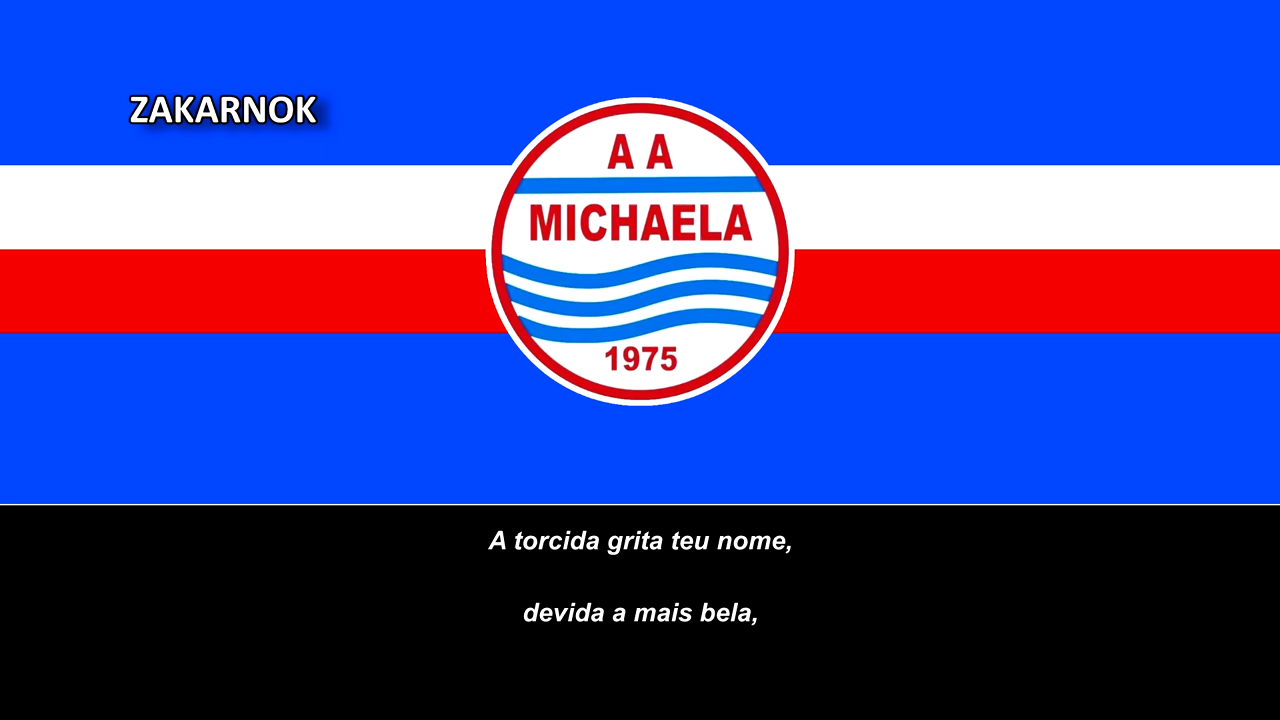 ZAKARNOK
A A
MICHAELA
1975
A torcida grita teu nome,
devida a mais bela,